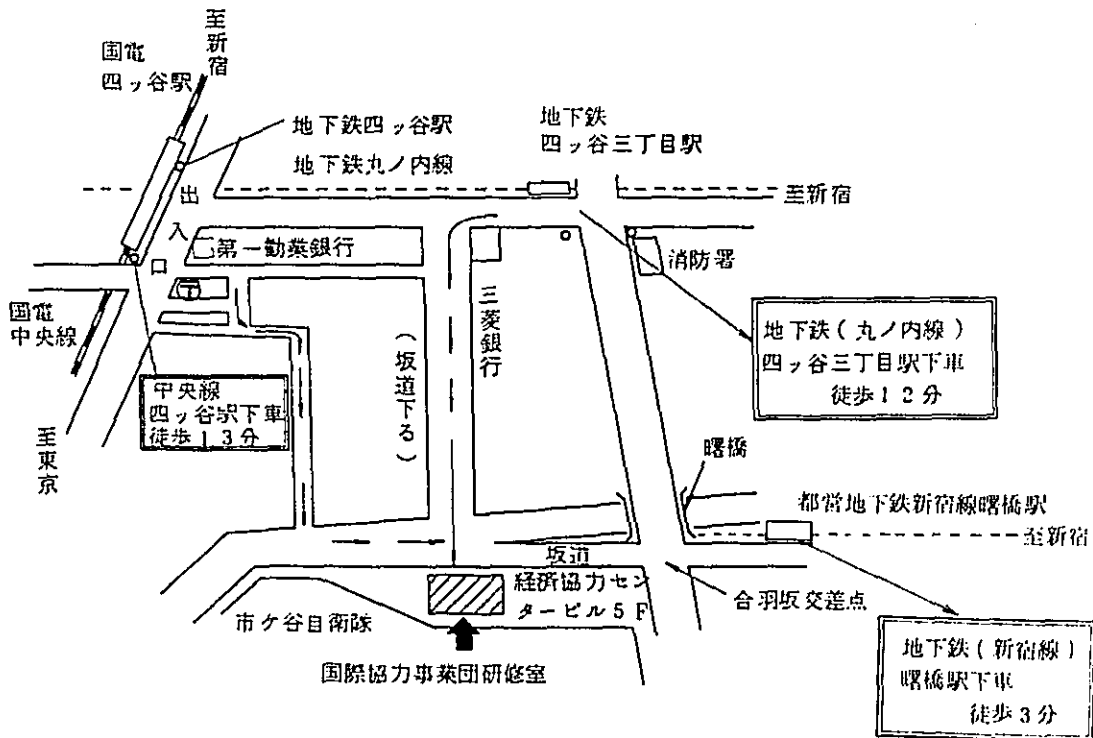 至新宿
国電
四ッ谷駅
地下鉄四ッ谷駅
地下鉄丸ノ内線
地下鉄
四ッ谷三丁目駅
至新宿
出入口
第一勧業銀行
消防署
国電
中央線
〒
三菱銀行
(坂道下る)
地下鉄(丸ノ内線)
四ッ谷三丁目駅下車
徒歩12分
中央線
四ッ谷駅下車
徒歩13分
至東京
曙橋
都営地下鉄新宿線曙橋駅
至新宿
坂道
経済協力セン
タービル5F
合羽坂交差点
市ケ谷自衛隊
国際協力事業団研修室
地下鉄(新宿線)
曙橋駅下車
徒歩3分